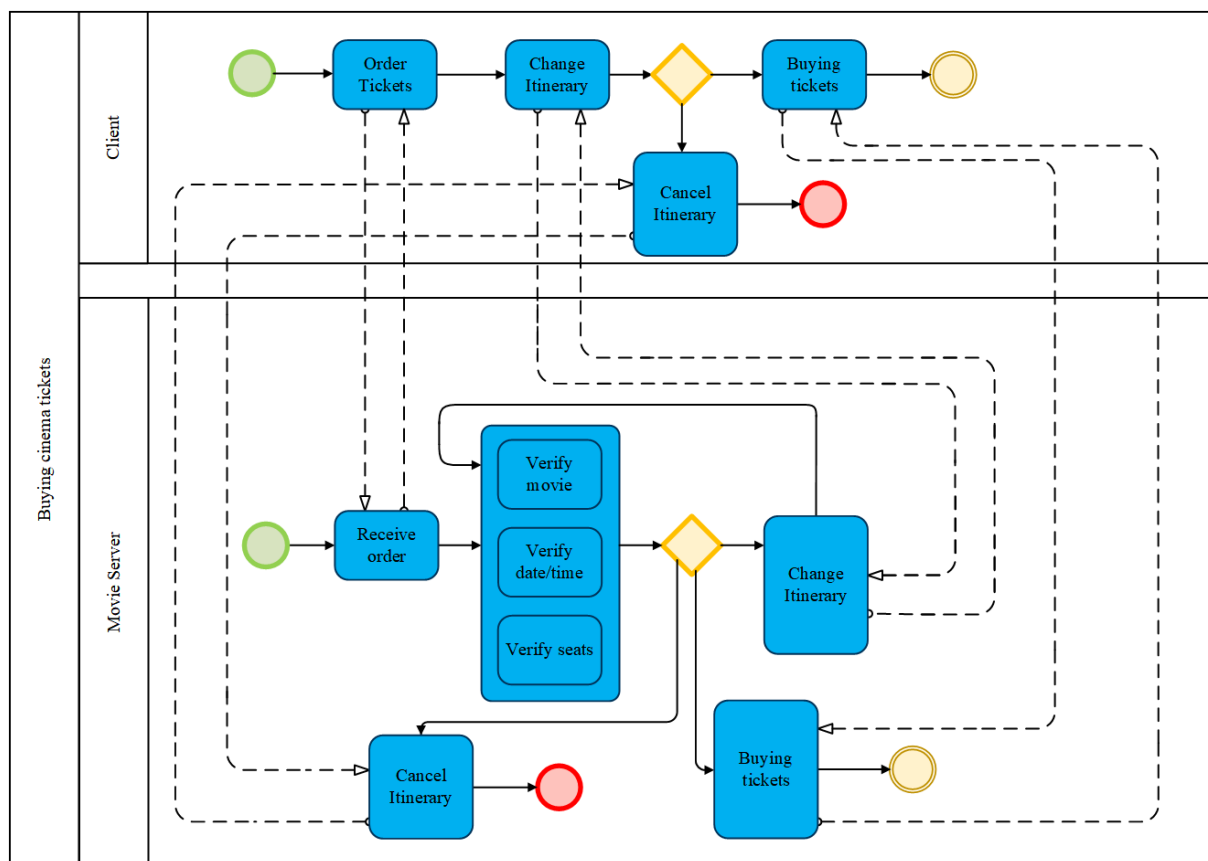 Buying cinema tickets
Client
Order
Tickets
Change
Itinerary
Buying
tickets
Cancel
Itinerary
Movie Server
Receive
order
Verify
movie
Verify
date/time
Verify seats
Change
Itinerary
Cancel
Itinerary
Buying
tickets